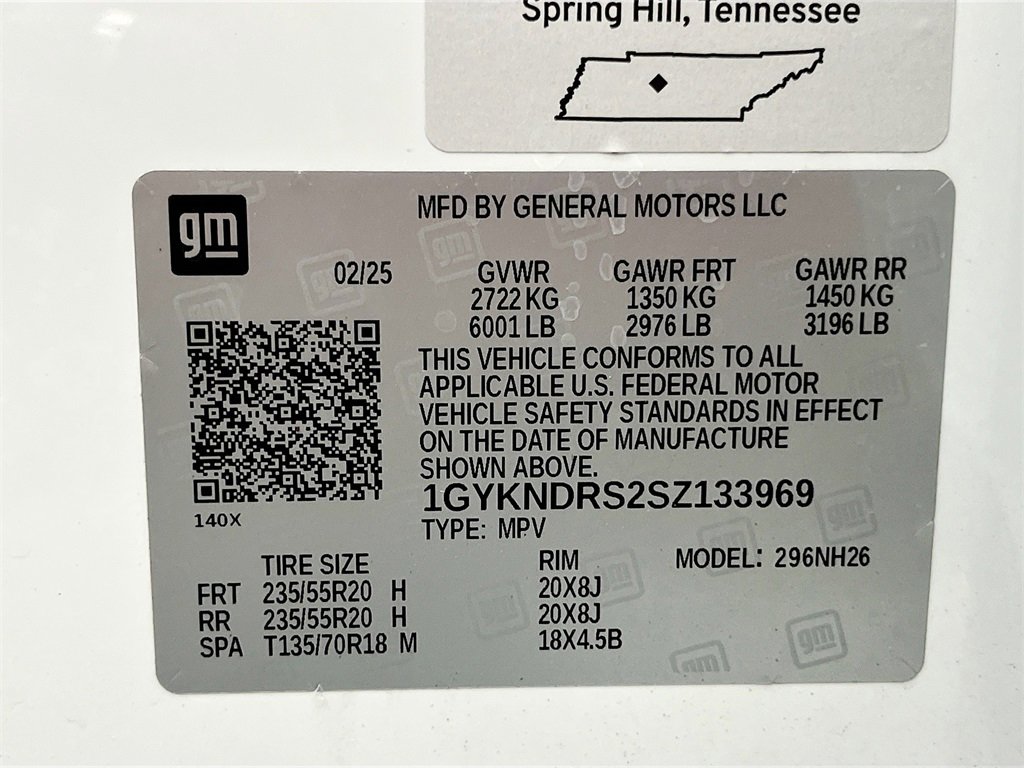 Spring Hill, Tennessee
gm
MFD BY GENERAL MOTORS LLC
02/25 GVWR GAWR FRT GAWR RR
2722 KG 1350 KG 1450 KG
6001 LB 2976 LB 3196 LB
THIS VEHICLE CONFORMS TO ALL
APPLICABLE U.S. FEDERAL MOTOR
VEHICLE SAFETY STANDARDS IN EFFECT
ON THE DATE OF MANUFACTURE
SHOWN ABOVE.
1GYKNDRS2SZ133969
140X
TYPE: MPV
TIRE SIZE RIM MODEL: 296NH26
FRT 235/55R20 H 20X8J
RR 235/55R20 H 20X8J
SPA T135/70R18 M 18X4.5B